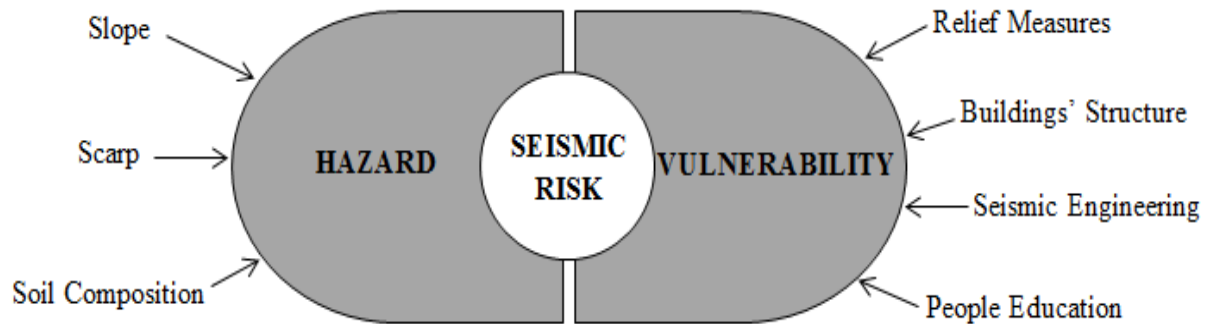 Slope
Scarp
Soil Composition
HAZARD
SEISMIC
RISK
VULNERABILITY
Relief Measures
Buildings’ Structure
Seismic Engineering
People Education